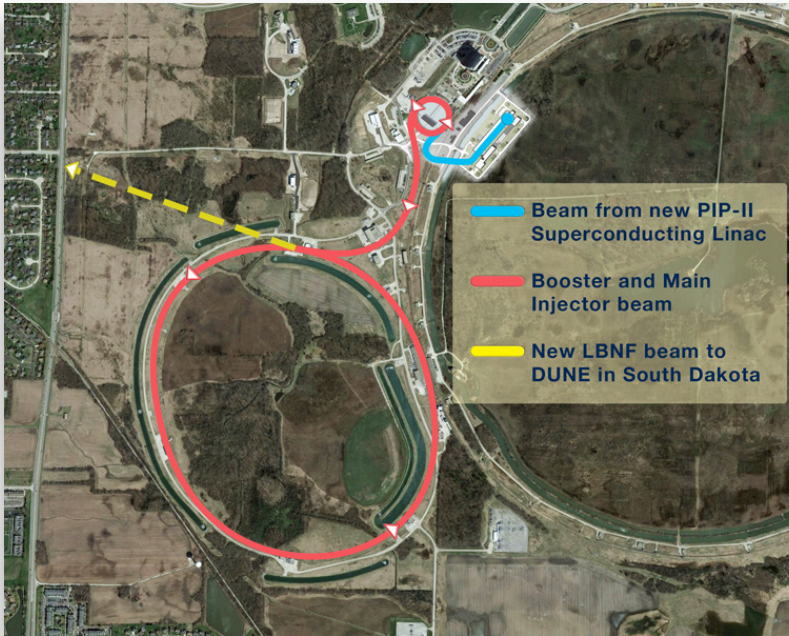 Beam from new PIP-II
Superconducting Linac
Booster and Main
Injector beam
New LBNF beam to
DUNE in South Dakota